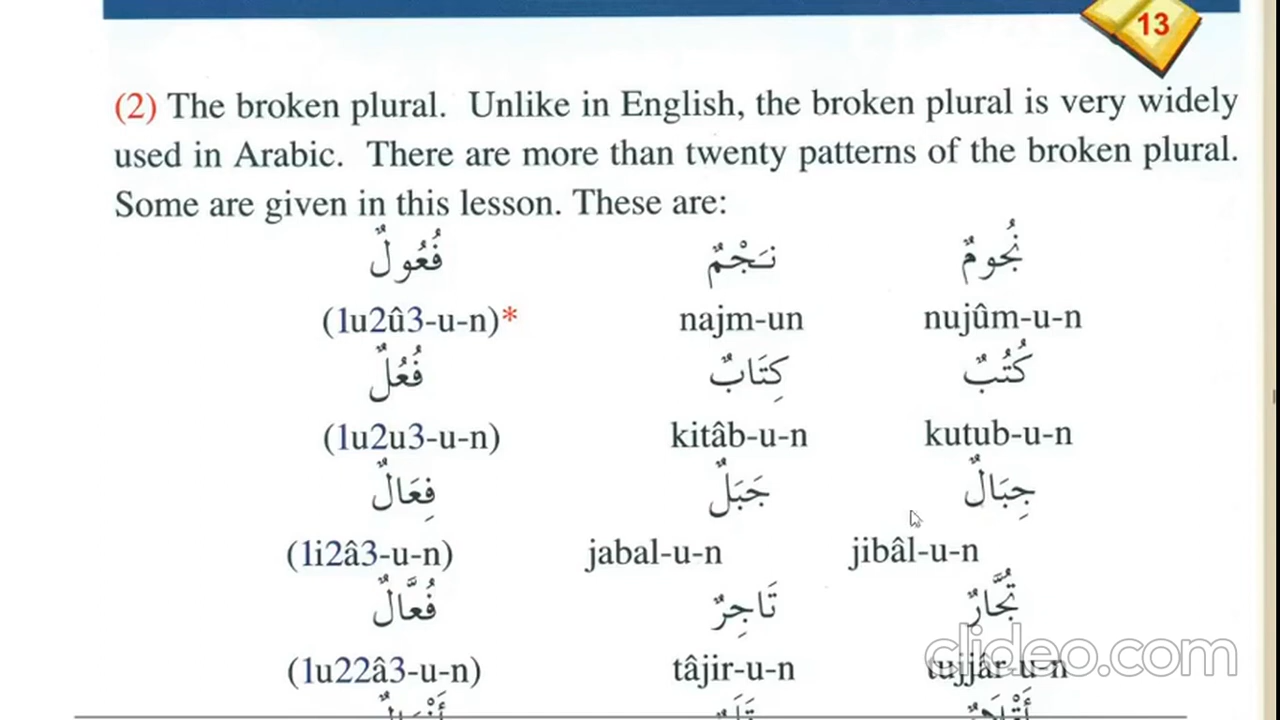 13
(2) The broken plural. Unlike in English, the broken plural is very widely
used in Arabic. There are more than twenty patterns of the broken plural.
Some are given in this lesson. These are:
فُعُولٌ نَجْمٌ نُجُومٌ
(1u2û3-u-n)* najm-un nujûm-u-n
فُعُلٌ كِتَابٌ كُتُبٌ
(1u2u3-u-n) kitâb-u-n kutub-u-n
فِعَالٌ جَبَلٌ جِبَالٌ
(1i2â3-u-n) jabal-u-n jibâl-u-n
فُعَّالٌ تَاجِرٌ تُجَّارٌ
(1u22â3-u-n) tâjir-u-n tujjâr-u-n
clideo.com